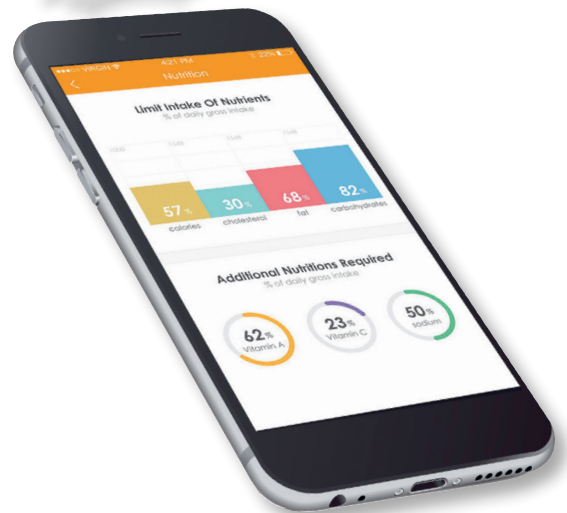 VIRGIN 4:21 PM 22%
Nutrition
Limit Intake Of Nutrients
% of daily gross intake
57% 30% 68% 82%
calories cholesterol fat carbohydrates
Additional Nutritions Required
% of daily gross intake
62% 23% 50%
Vitamin A Vitamin C sodium